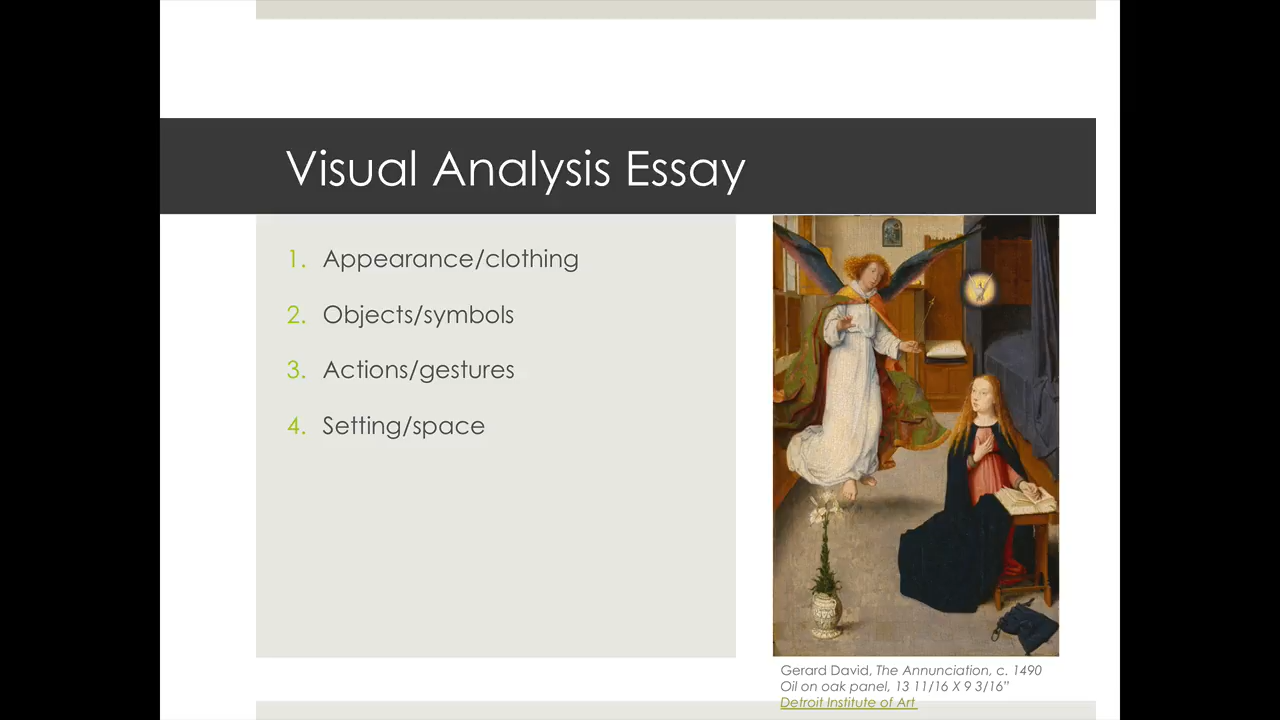 Visual Analysis Essay
1. Appearance/clothing
2. Objects/symbols
3. Actions/gestures
4. Setting/space
Gerard David, The Annunciation, c. 1490
Oil on oak panel, 13 11/16 X 9 3/16”
Detroit Institute of Art